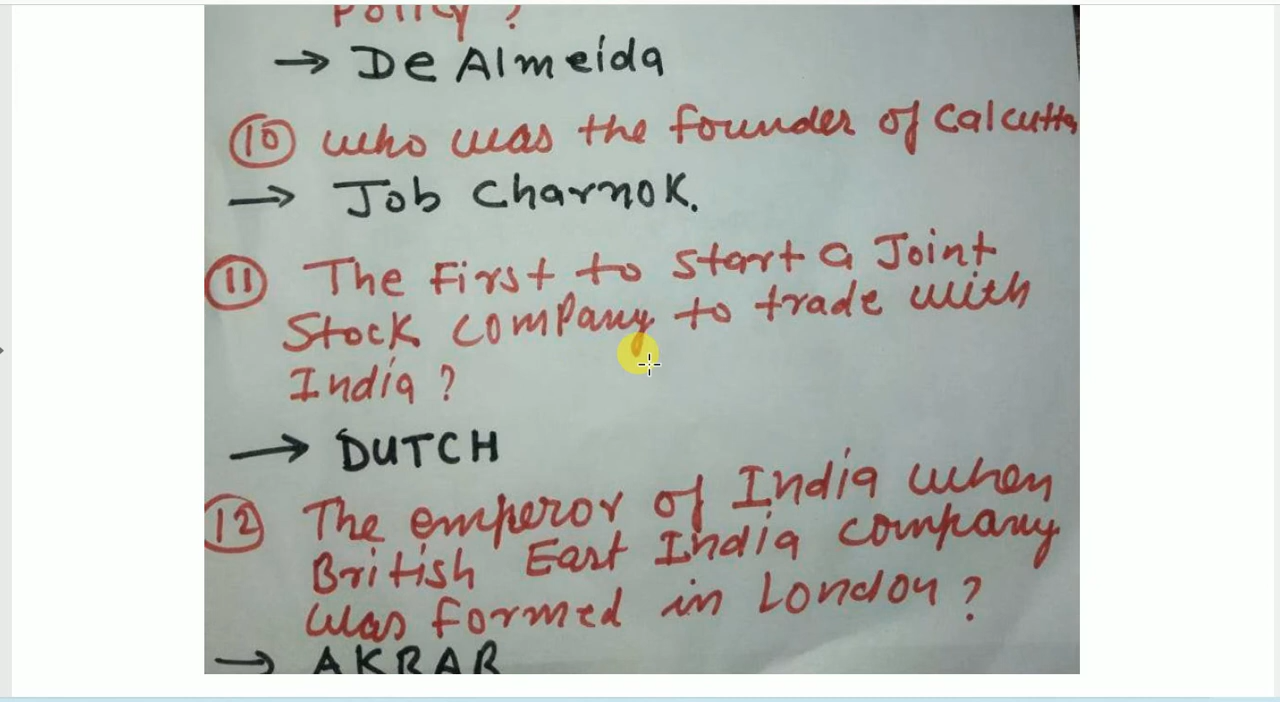 Policy ?
→ De Almeida
10 who was the founder of Calcutta
→ Job Charnok.
11 The First to start a Joint
Stock company to trade with
India ?
→ DUTCH
12 The emperor of India when
British East India company
was formed in London ?
→ AKBAR